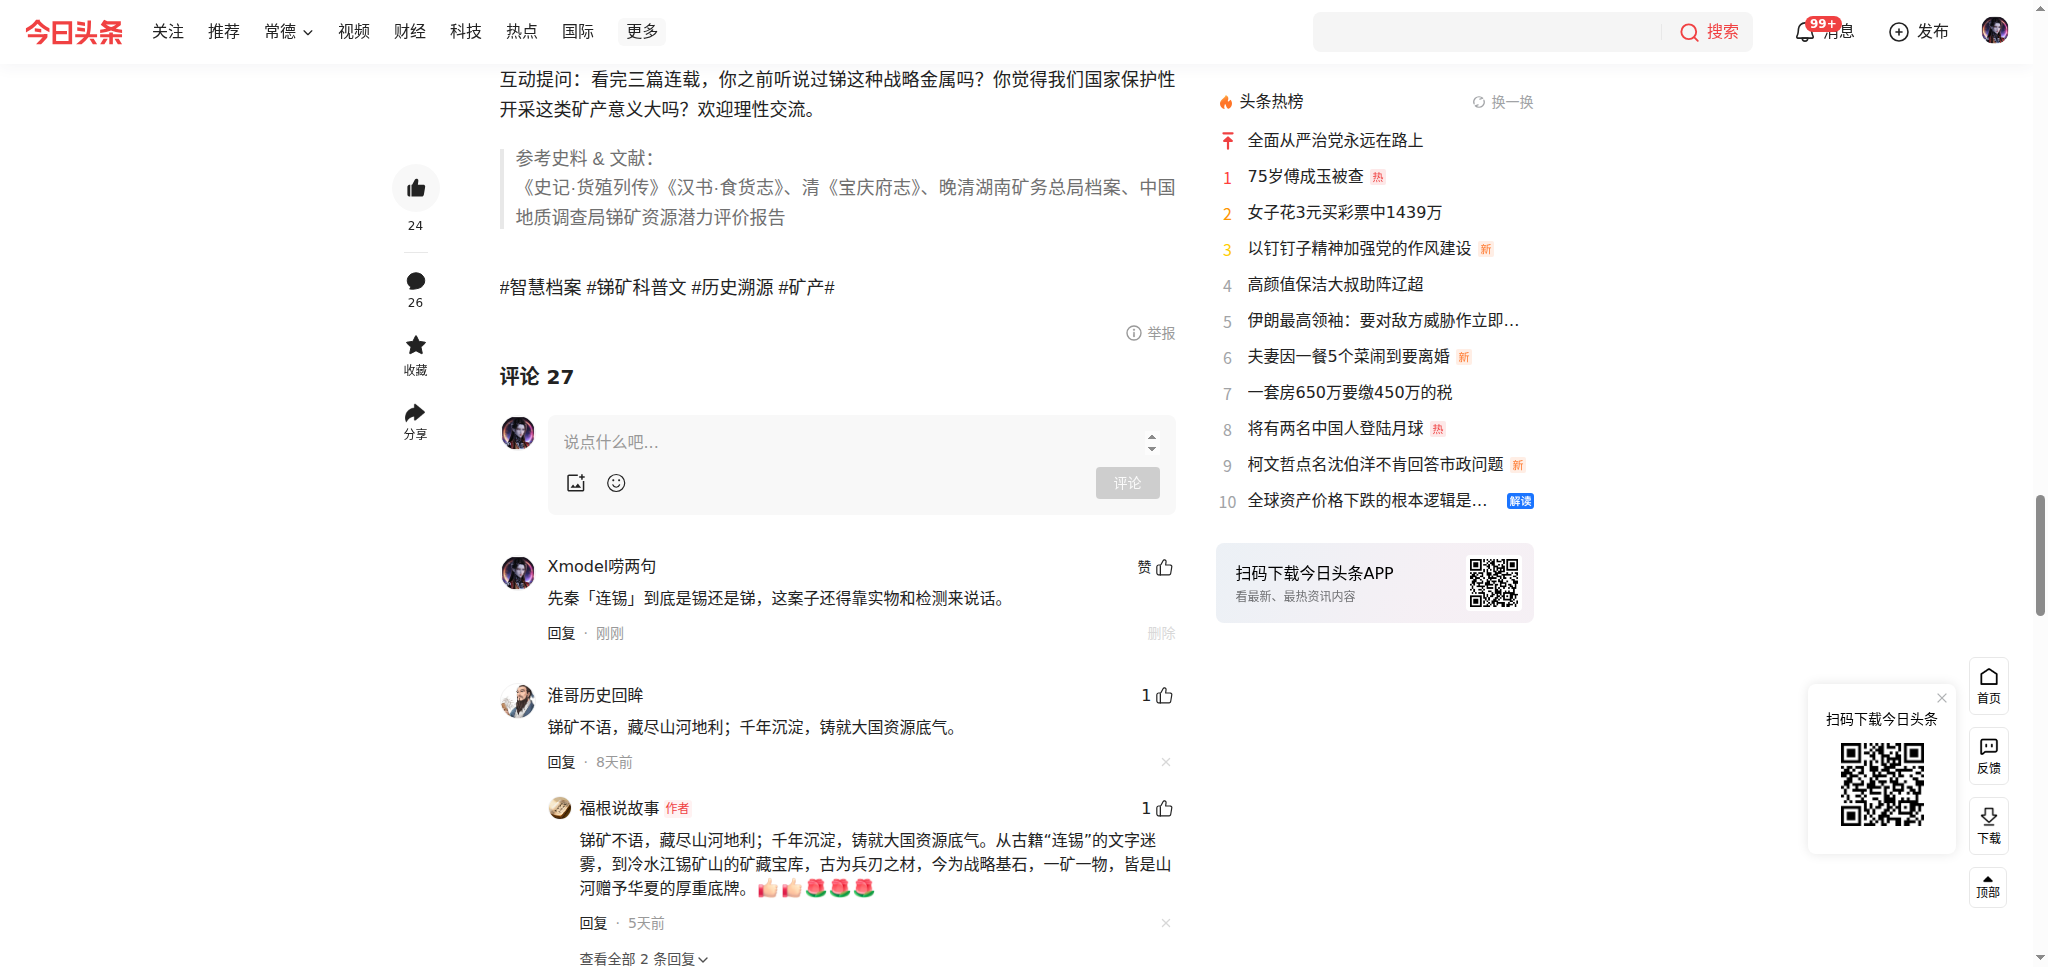 今日头条
关注
推荐
常德
视频
财经
科技
热点
国际
更多
搜索
99+
消息
发布
互动提问：看完三篇连载，你之前听说过锑这种战略金属吗？你觉得我们国家保护性
开采这类矿产意义大吗？欢迎理性交流。
参考史料 & 文献：
《史记·货殖列传》《汉书·食货志》、清《宝庆府志》、晚清湖南矿务总局档案、中国
地质调查局锑矿资源潜力评价报告
#智慧档案 #锑矿科普文 #历史溯源 #矿产#
举报
24
26
收藏
分享
评论 27
说点什么吧...
评论
Xmodel唠两句
赞
先秦「连锡」到底是锡还是锑，这案子还得靠实物和检测来说话。
回复 · 刚刚
删除
淮哥历史回眸
1
锑矿不语，藏尽山河地利；千年沉淀，铸就大国资源底气。
回复 · 8天前
福根说故事 作者
1
锑矿不语，藏尽山河地利；千年沉淀，铸就大国资源底气。从古籍“连锡”的文字迷
雾，到冷水江锡矿山的矿藏宝库，古为兵刃之材，今为战略基石，一矿一物，皆是山
河赠予华夏的厚重底牌。
回复 · 5天前
查看全部 2 条回复
头条热榜
换一换
全面从严治党永远在路上
1 75岁傅成玉被查 热
2 女子花3元买彩票中1439万
3 以钉钉子精神加强党的作风建设 新
4 高颜值保洁大叔助阵辽超
5 伊朗最高领袖：要对敌方威胁作立即...
6 夫妻因一餐5个菜闹到要离婚 新
7 一套房650万要缴450万的税
8 将有两名中国人登陆月球 热
9 柯文哲点名沈伯洋不肯回答市政问题 新
10 全球资产价格下跌的根本逻辑是... 解读
扫码下载今日头条APP
看最新、最热资讯内容
扫码下载今日头条
首页
反馈
下载
顶部